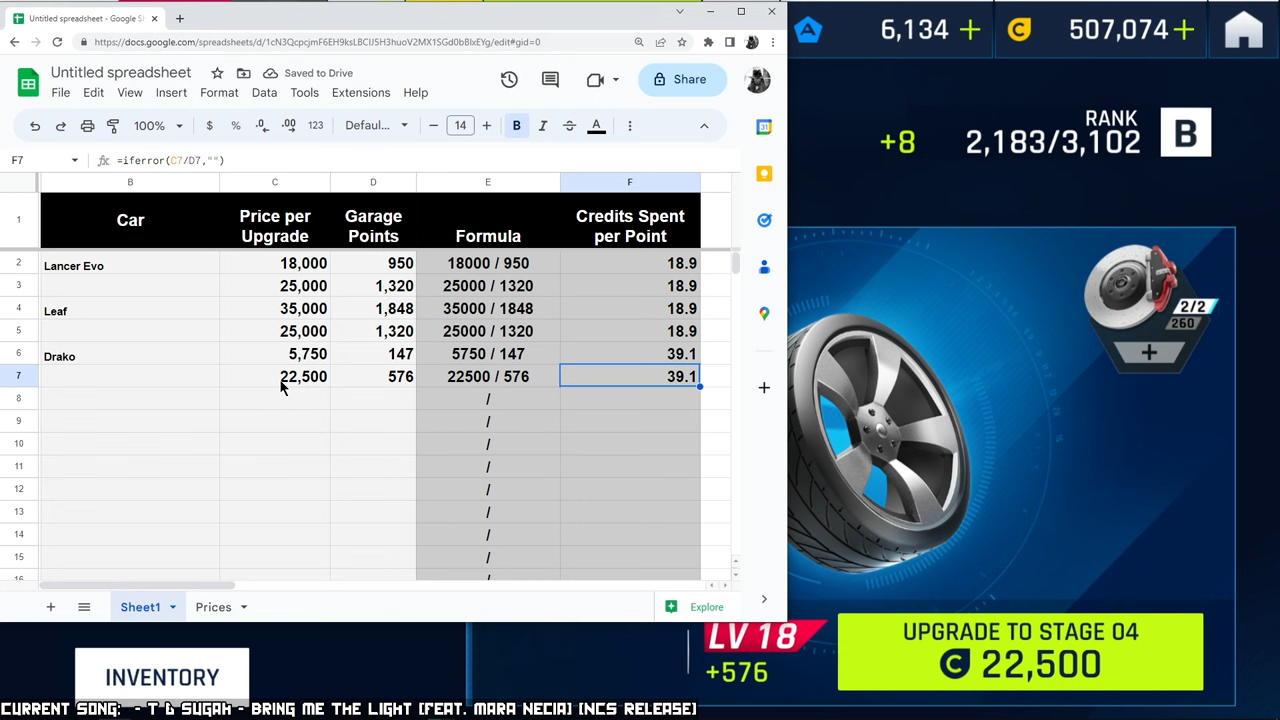 Untitled spreadsheet - Google S
docs.google.com/spreadsheets/d/1cN3QcpcjmF6EH9ksLBCIJ5H3huoV2MX1SGd0bBlxEYg/edit#gid=0
Untitled spreadsheet
Saved to Drive
File Edit View Insert Format Data Tools Extensions Help
Share
100% $ % .0 .00 123 Defaul... 14 B I S A
F7 fx =iferror(C7/D7,"")
B C D E F
1 Car Price per Upgrade Garage Points Formula Credits Spent per Point
2 Lancer Evo 18,000 950 18000 / 950 18.9
3 25,000 1,320 25000 / 1320 18.9
4 Leaf 35,000 1,848 35000 / 1848 18.9
5 25,000 1,320 25000 / 1320 18.9
6 Drako 5,750 147 5750 / 147 39.1
7 22,500 576 22500 / 576 39.1
8 /
9 /
10 /
11 /
12 /
13 /
14 /
15 /
16 /
Sheet1 Prices Explore
31
6,134 + 507,074 +
RANK
+8 2,183/3,102 B
2/2
260
LV 18
+576
UPGRADE TO STAGE 04
22,500
INVENTORY
CURRENT SONG: - T & SUGAH - BRING ME THE LIGHT [FEAT. MARA NECIA] [NCS RELEASE]